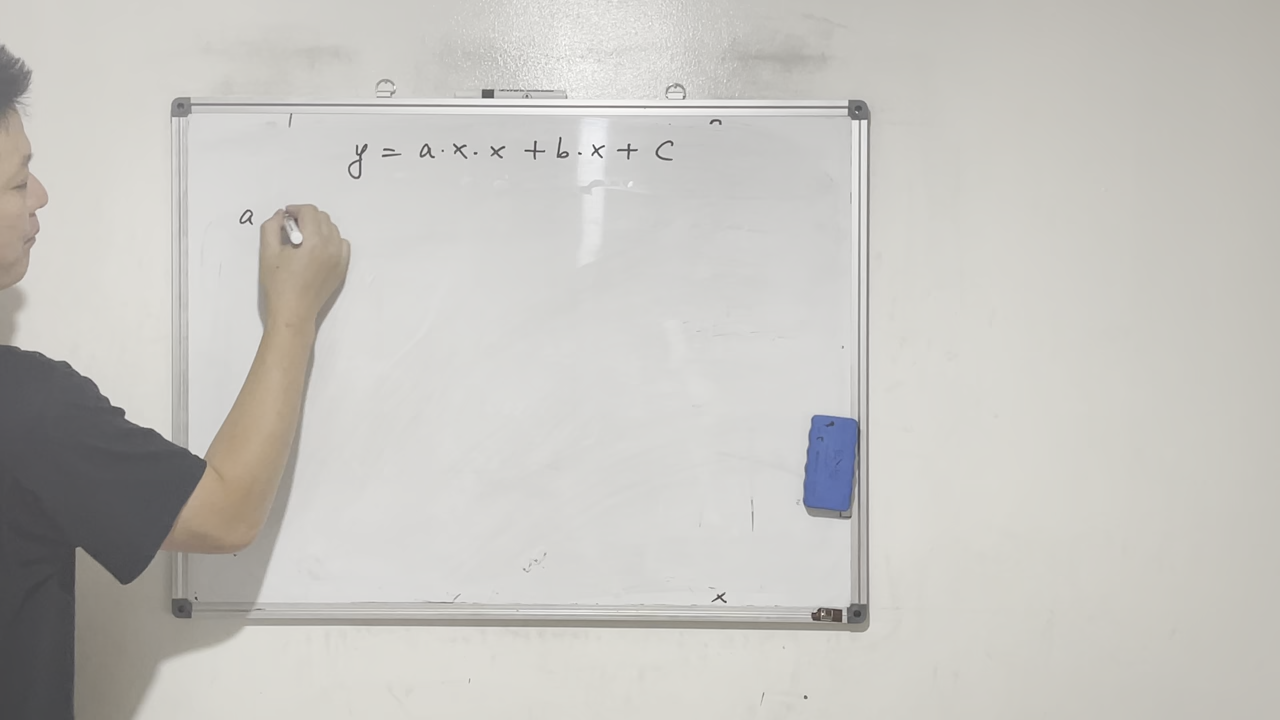 y = a·x·x + b·x + c
a